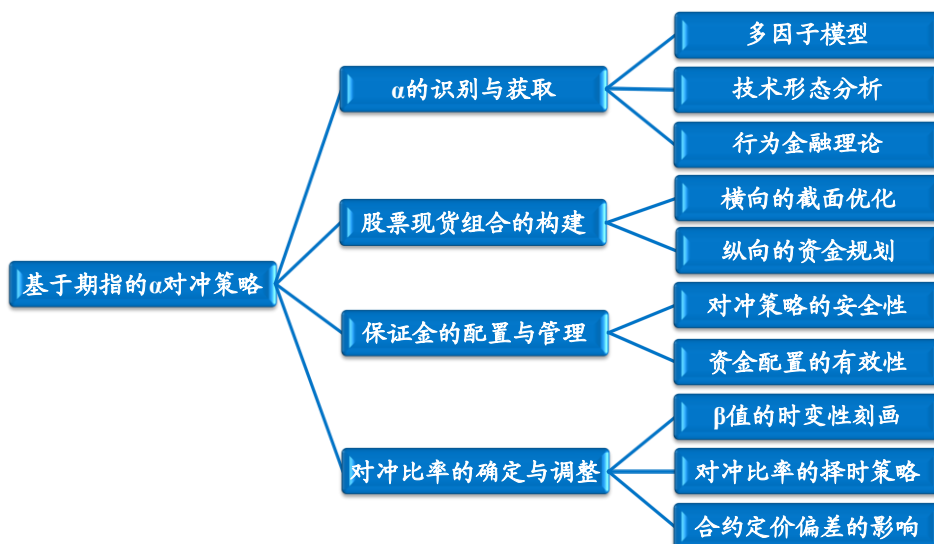 基于期指的α对冲策略
α的识别与获取
多因子模型
技术形态分析
行为金融理论
股票现货组合的构建
横向的截面优化
纵向的资金规划
保证金的配置与管理
对冲策略的安全性
资金配置的有效性
对冲比率的确定与调整
β值的时变性刻画
对冲比率的择时策略
合约定价偏差的影响